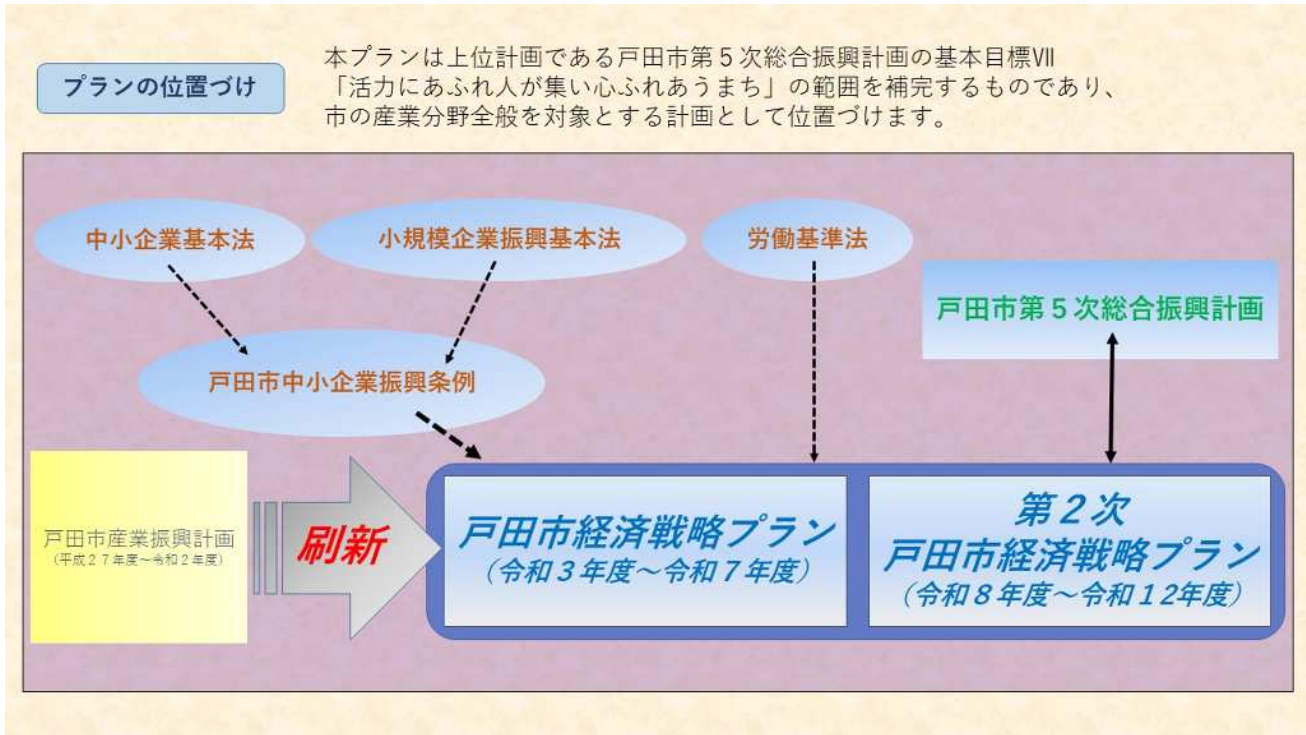 プランの位置づけ
本プランは上位計画である戸田市第５次総合振興計画の基本目標Ⅶ
「活力にあふれ人が集い心ふれあうまち」の範囲を補完するものであり、
市の産業分野全般を対象とする計画として位置づけます。
中小企業基本法
小規模企業振興基本法
労働基準法
戸田市第５次総合振興計画
戸田市中小企業振興条例
戸田市産業振興計画
（平成２７年度～令和２年度）
刷新
戸田市経済戦略プラン
（令和３年度～令和７年度）
第２次
戸田市経済戦略プラン
（令和８年度～令和１２年度）